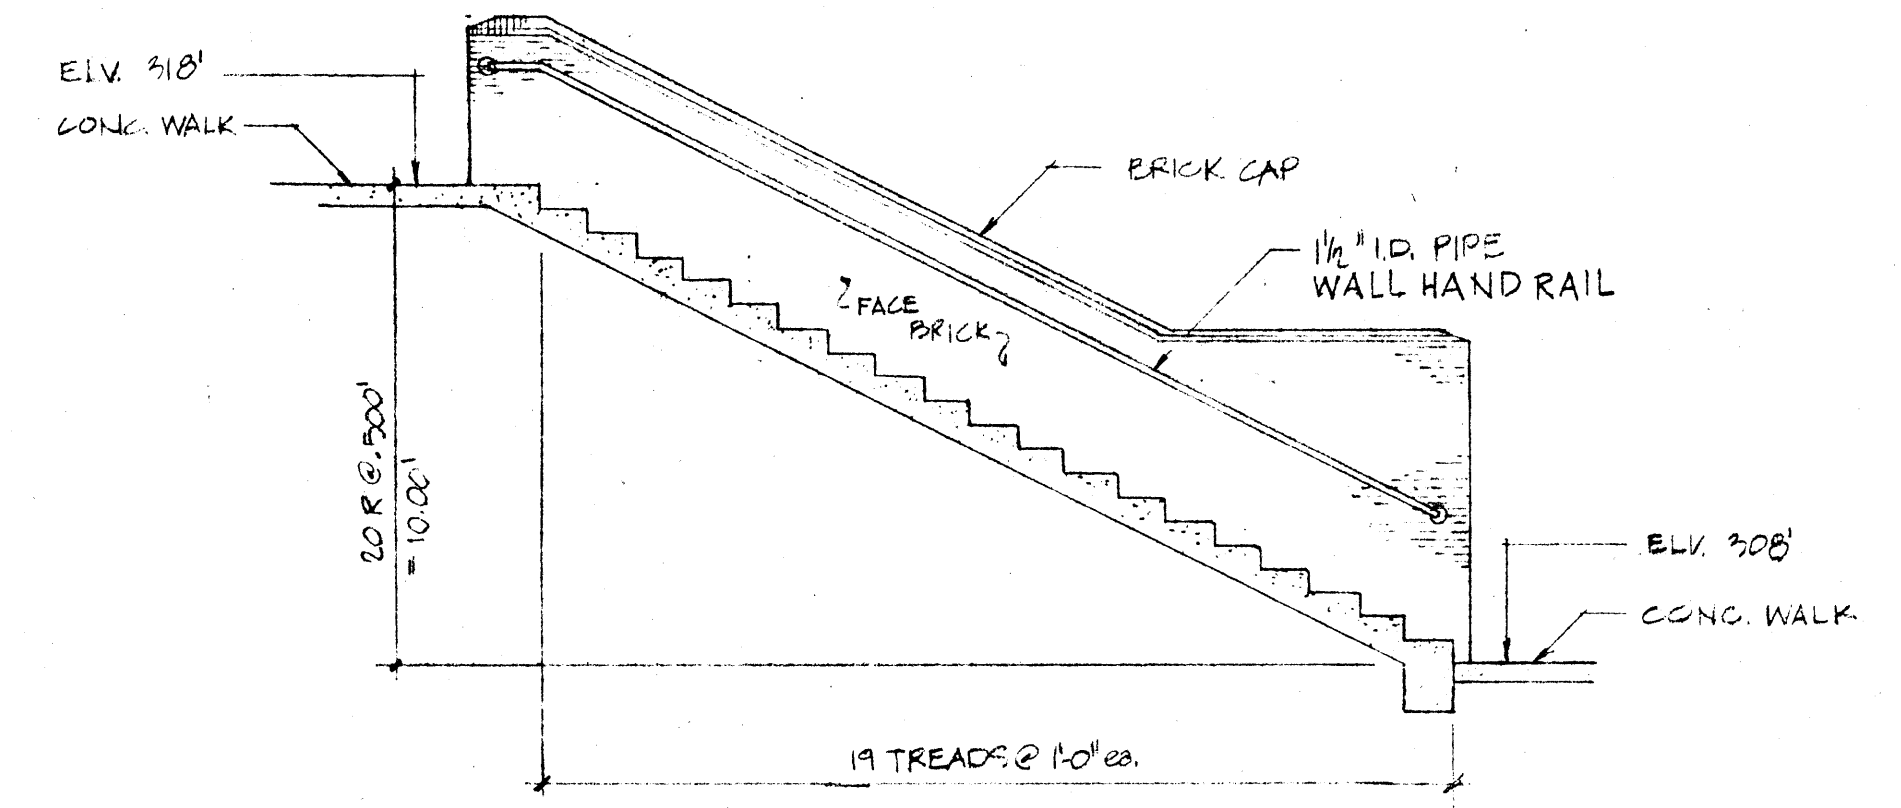 ELV. 318'
CONC. WALK
BRICK CAP
1½" I.D. PIPE
WALL HAND RAIL
FACE
BRICK
20 R @ .500'
= 10.00'
ELV. 308'
CONC. WALK
19 TREADS @ 1'-0" ea.